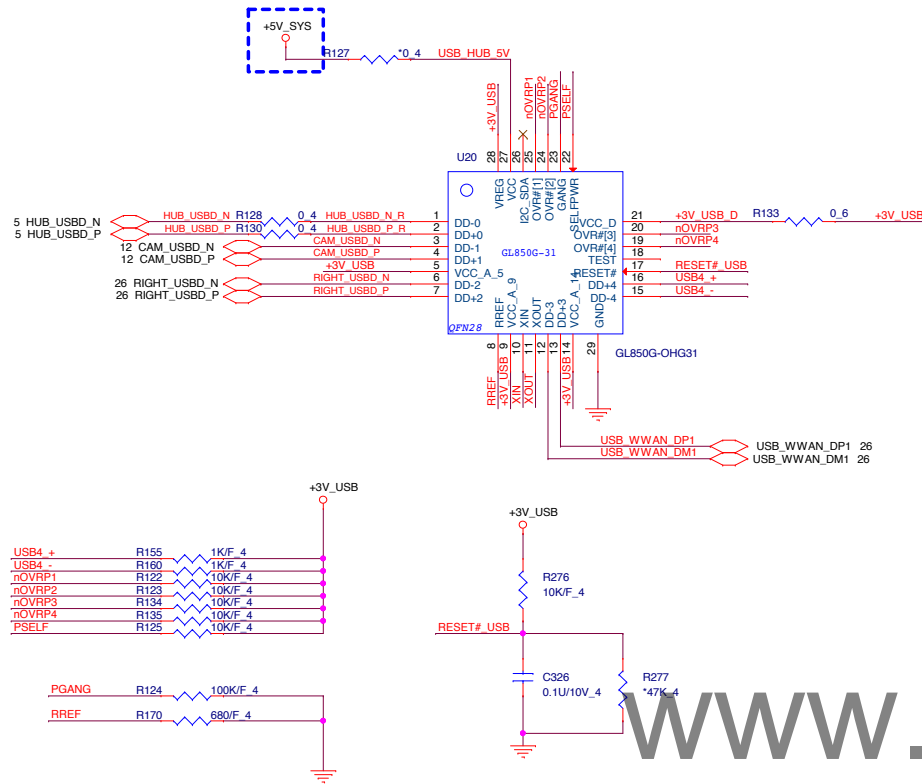 +5V_SYS
R127
*0_4
USB_HUB_5V
+3V_USB
nOVRP1
nOVRP2
PGANG
PSELF
U20
28
27
26
25
24
23
22
VREG
VCC
I2C_SDA
OVR#[1]
OVR#[2]
GANG
SELFPWR
5 HUB_USBD_N
HUB_USBD_N
R128
0_4
HUB_USBD_N_R
1
DD-0
5 HUB_USBD_P
HUB_USBD_P
R130
0_4
HUB_USBD_P_R
2
DD+0
12 CAM_USBD_N
CAM_USBD_N
3
DD-1
12 CAM_USBD_P
CAM_USBD_P
4
DD+1
+3V_USB
5
VCC_A_5
26 RIGHT_USBD_N
RIGHT_USBD_N
6
DD-2
26 RIGHT_USBD_P
RIGHT_USBD_P
7
DD+2
GL850G-31
VCC_D
21
+3V_USB_D
R133
0_6
+3V_USB
OVR#[3]
20
nOVRP3
OVR#[4]
19
nOVRP4
TEST
18
RESET#
17
RESET#_USB
DD+4
16
USB4_+
DD-4
15
USB4_-
RREF
VCC_A_9
XIN
XOUT
DD-3
DD+3
VCC_A_14
GND
QFN28
8
9
10
11
12
13
14
29
GL850G-OHG31
RREF
+3V_USB
XIN
XOUT
+3V_USB
USB_WWAN_DP1
USB_WWAN_DP1 26
USB_WWAN_DM1
USB_WWAN_DM1 26
+3V_USB
USB4_+ R155 1K/F_4
USB4_- R160 1K/F_4
nOVRP1 R122 10K/F_4
nOVRP2 R123 10K/F_4
nOVRP3 R134 10K/F_4
nOVRP4 R135 10K/F_4
PSELF R125 10K/F_4
PGANG R124 100K/F_4
RREF R170 680/F_4
+3V_USB
R276
10K/F_4
RESET#_USB
C326
0.1U/10V_4
R277
*47K_4
www.